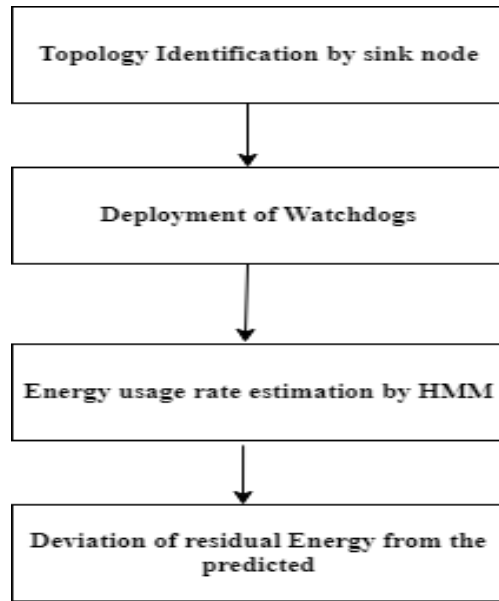 Topology Identification by sink node
Deployment of Watchdogs
Energy usage rate estimation by HMM
Deviation of residual Energy from the
predicted